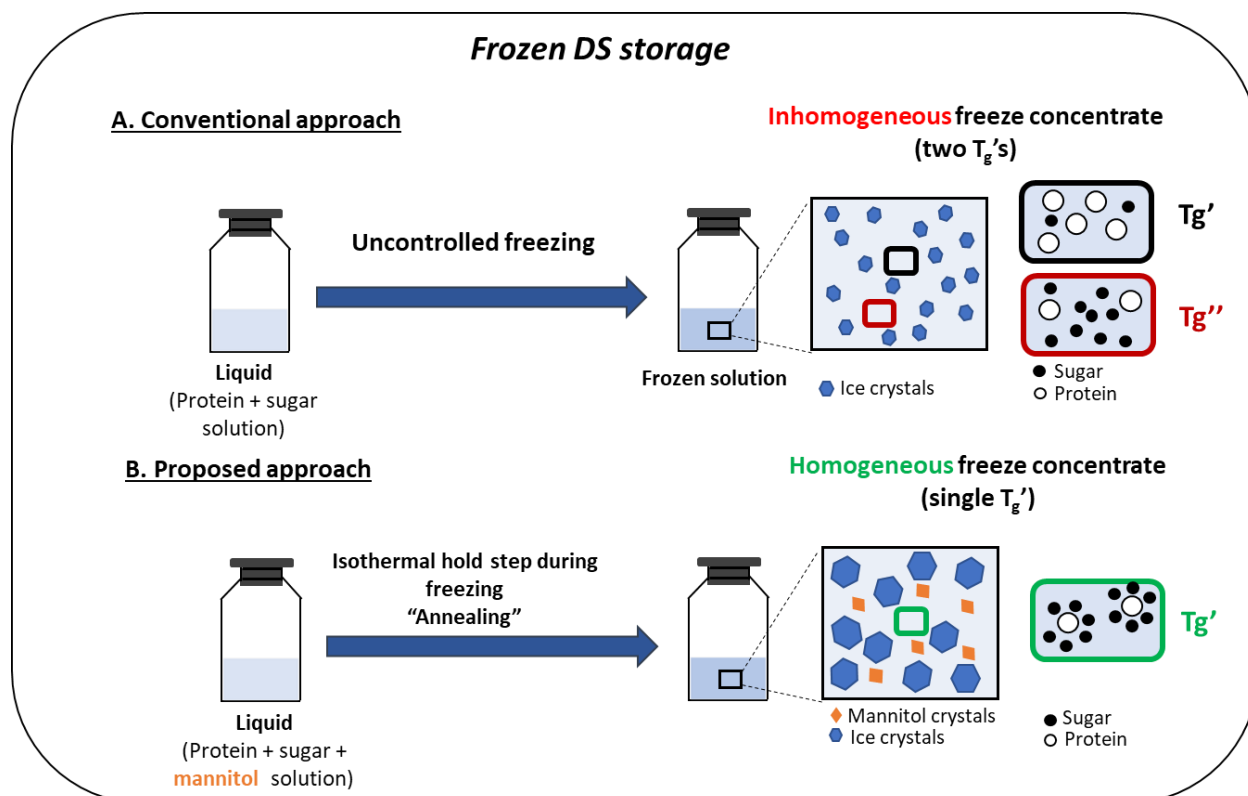 Frozen DS storage
A. Conventional approach
Inhomogeneous freeze concentrate
(two Tg's)
Uncontrolled freezing
Tg'
Tg''
Liquid
(Protein + sugar
solution)
Frozen solution
Ice crystals
Sugar
Protein
B. Proposed approach
Homogeneous freeze concentrate
(single Tg')
Isothermal hold step during
freezing
“Annealing”
Tg'
Liquid
(Protein + sugar +
mannitol solution)
Mannitol crystals
Ice crystals
Sugar
Protein